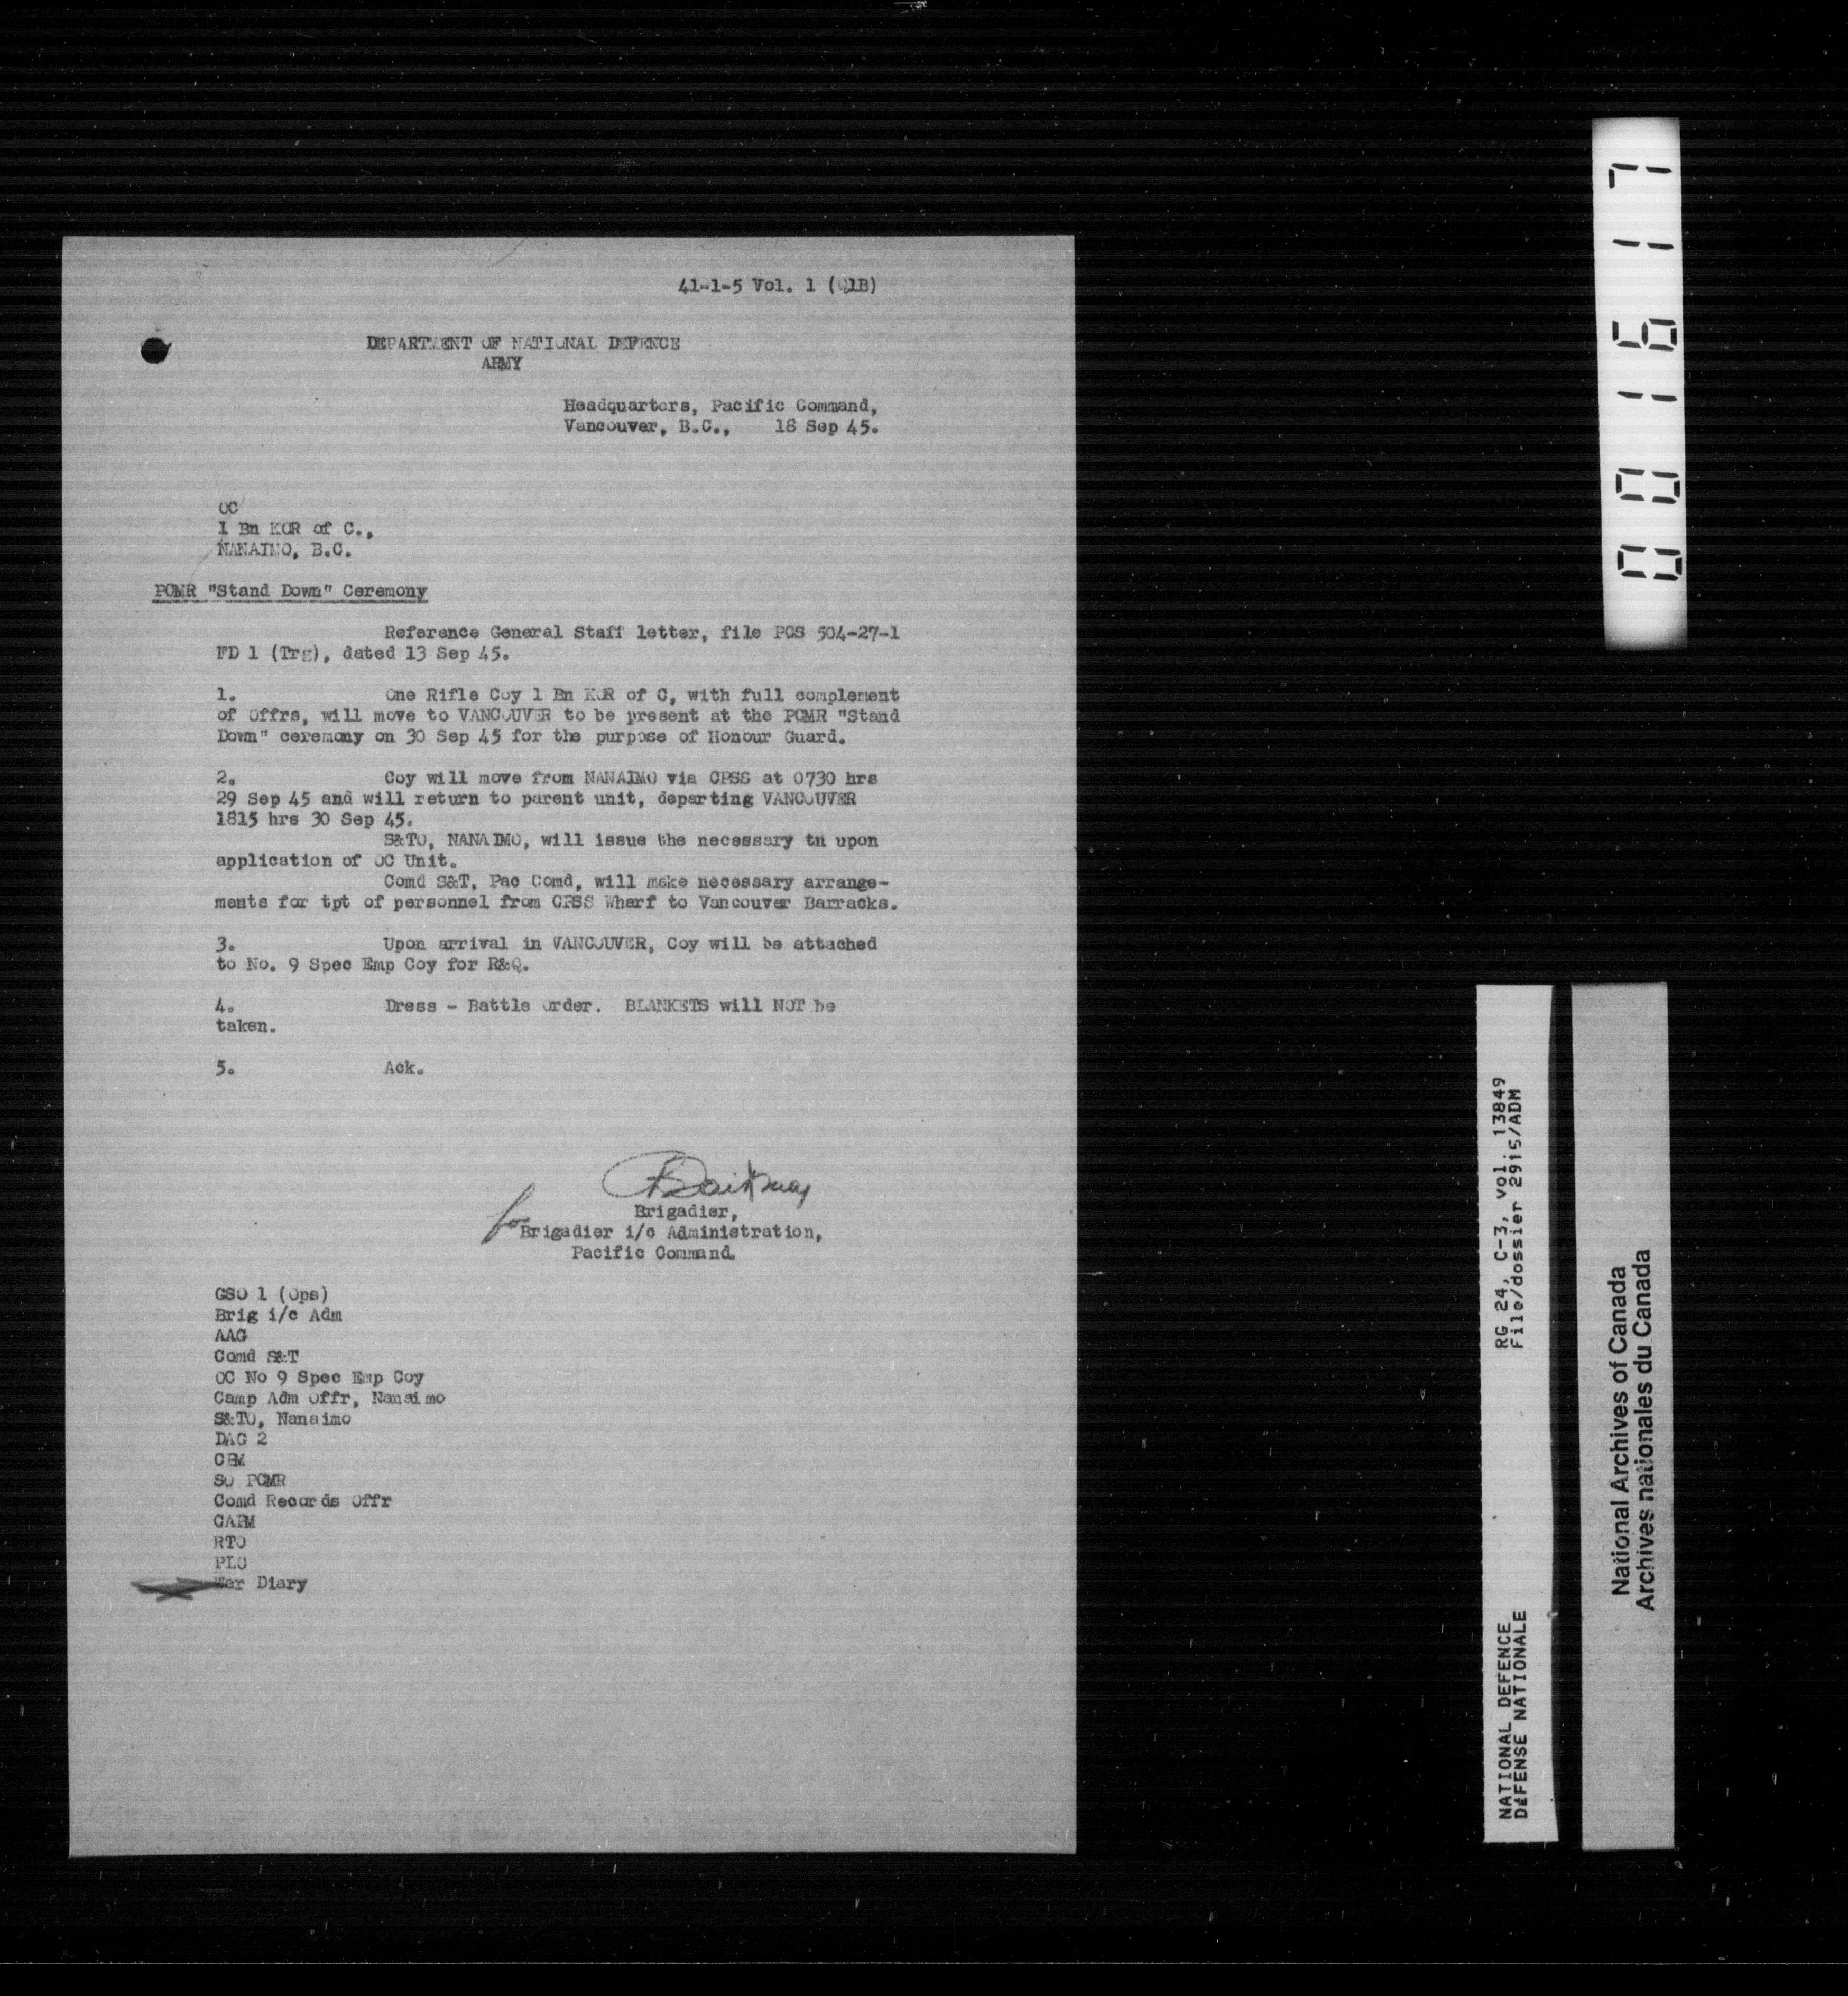 41-1-5 Vol. 1 (Q1B)
DEPARTMENT OF NATIONAL DEFENCE
ARMY
Headquarters, Pacific Command,
Vancouver, B.C., 18 Sep 45.
OC
1 Bn KOR of C.,
NANAIMO, B.C.
PCMR "Stand Down" Ceremony
Reference General Staff letter, file PCS 504-27-1
FD 1 (Trg), dated 13 Sep 45.
1. One Rifle Coy 1 Bn KOR of C, with full complement
of Offrs, will move to VANCOUVER to be present at the PCMR "Stand
Down" ceremony on 30 Sep 45 for the purpose of Honour Guard.
2. Coy will move from NANAIMO via CPSS at 0730 hrs
29 Sep 45 and will return to parent unit, departing VANCOUVER
1815 hrs 30 Sep 45.
S&TO, NANAIMO, will issue the necessary tn upon
application of OC Unit.
Comd S&T, Pac Comd, will make necessary arrange-
ments for tpt of personnel from CPSS Wharf to Vancouver Barracks.
3. Upon arrival in VANCOUVER, Coy will be attached
to No. 9 Spec Emp Coy for R&Q.
4. Dress - Battle Order. BLANKETS will NOT be
taken.
5. Ack.
for
Brigadier,
Brigadier i/c Administration,
Pacific Command.
GSO 1 (Ops)
Brig i/c Adm
AAG
Comd S&T
OC No 9 Spec Emp Coy
Camp Adm Offr, Nanaimo
S&TO, Nanaimo
DAG 2
CPM
SO PCMR
Comd Records Offr
CAPM
RTO
PLO
War Diary
001617
RG 24, C-3, vol. 13849
File/dossier 2915/ADM
NATIONAL DEFENCE
DÉFENSE NATIONALE
National Archives of Canada
Archives nationales du Canada